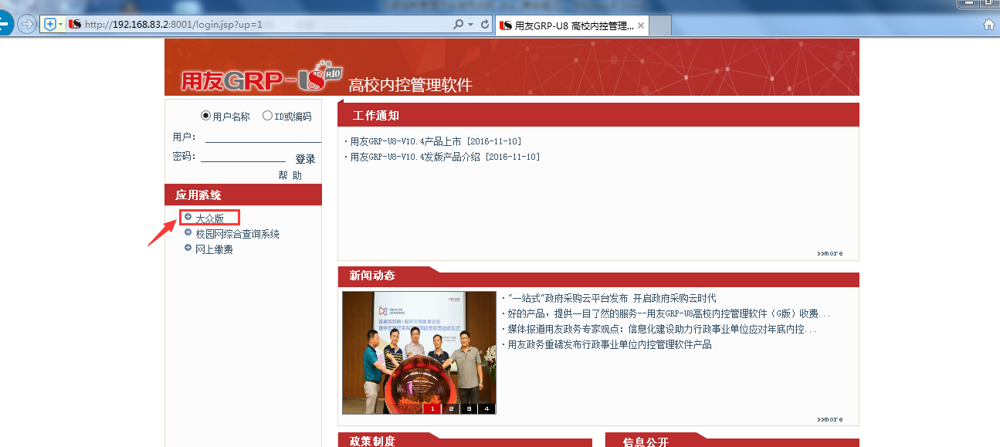 http://192.168.83.2:8001/login.jsp?up=1
用友GRP-U8 高校内控管理...
用友GRP-U8 R10 高校内控管理软件
用户名称 ID或编码
用户:
密码: 登录
帮 助
应用系统
大众版
校园网综合查询系统
网上缴费
工作通知
·用友GRP-U8-V10.4产品上市 [2016-11-10]
·用友GRP-U8-V10.4发版产品介绍 [2016-11-10]
>>more
新闻动态
·“一站式”政府采购云平台发布 开启政府采购云时代
·好的产品，提供一目了然的服务--用友GRP-U8高校内控管理软件（G版）收费...
·媒体报道用友政务专家观点：信息化建设助力行政事业单位应对年底内控...
·用友政务重磅发布行政事业单位内控管理软件产品
1 2 3 4
>>more
政策制度
信息公开